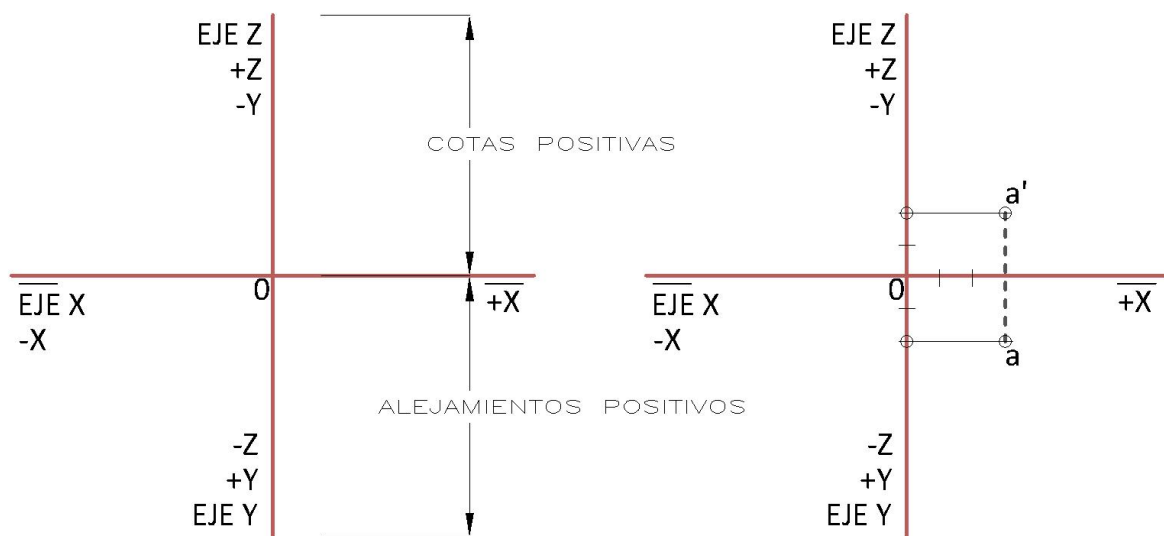 EJE Z
+Z
-Y
COTAS POSITIVAS
0
EJE X
-X
+X
ALEJAMIENTOS POSITIVOS
-Z
+Y
EJE Y
EJE Z
+Z
-Y
a'
0
EJE X
-X
+X
a
-Z
+Y
EJE Y